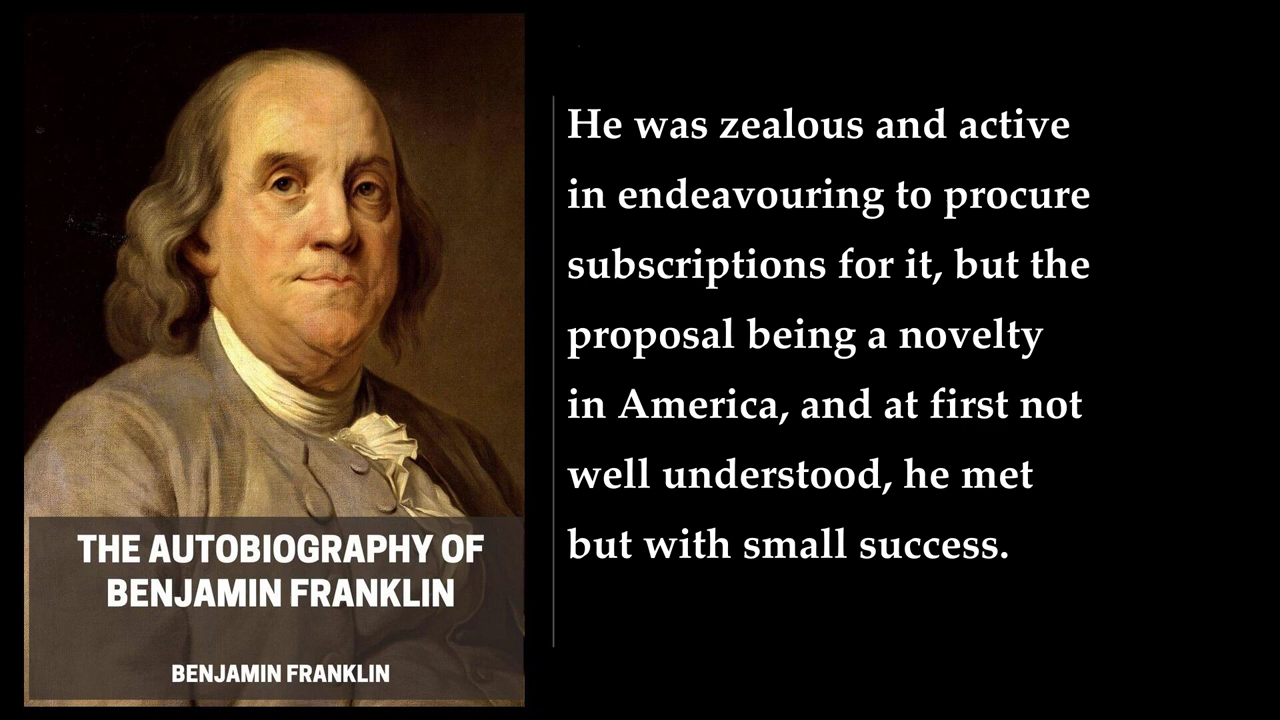 THE AUTOBIOGRAPHY OF
BENJAMIN FRANKLIN
BENJAMIN FRANKLIN
He was zealous and active
in endeavouring to procure
subscriptions for it, but the
proposal being a novelty
in America, and at first not
well understood, he met
but with small success.